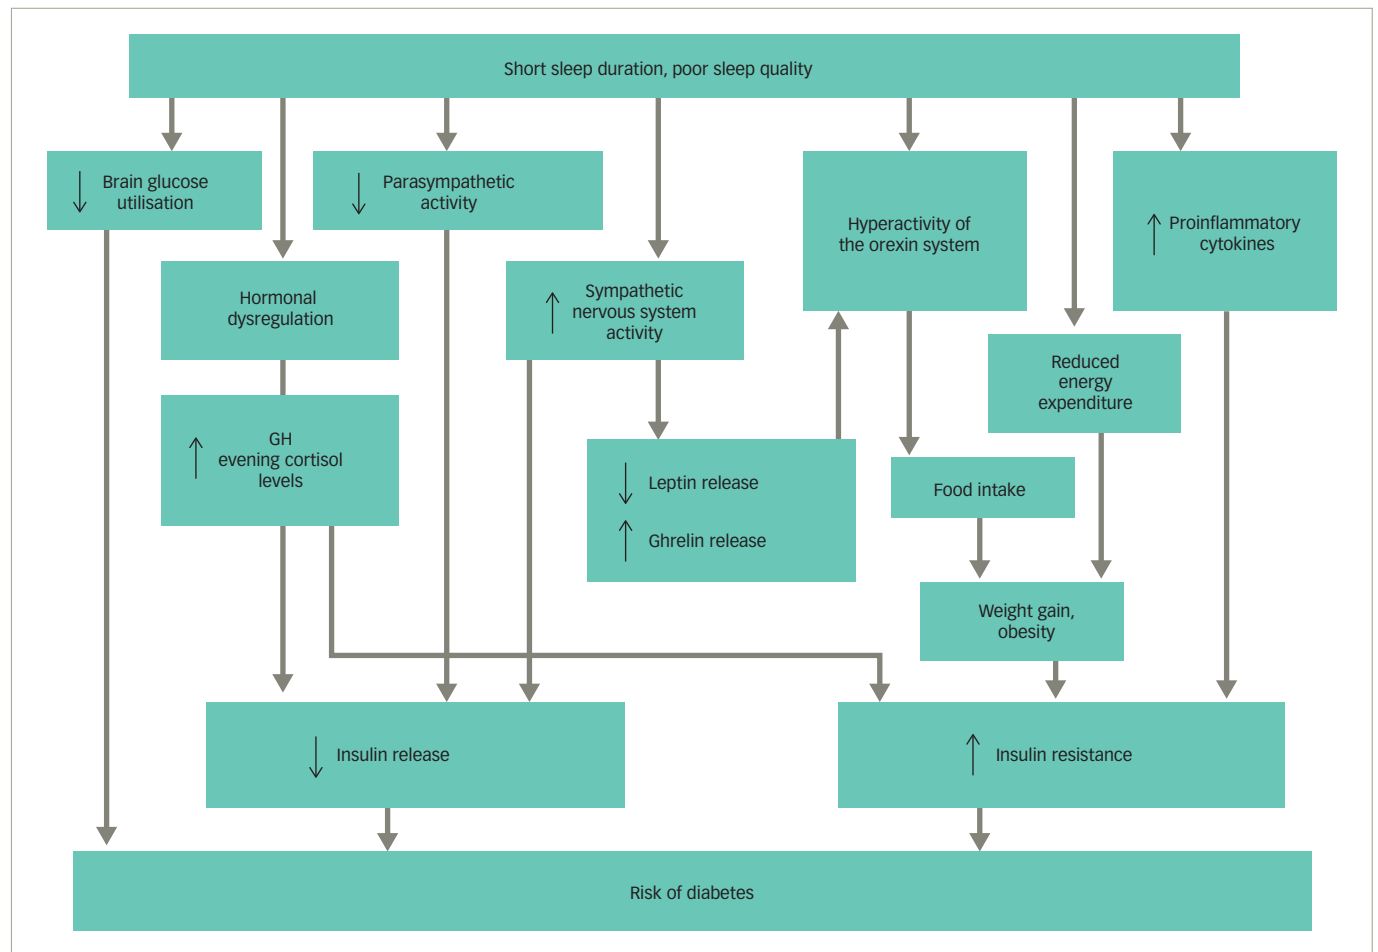 Short sleep duration, poor sleep quality
Brain glucose
utilisation
Parasympathetic
activity
Hyperactivity of
the orexin system
Proinflammatory
cytokines
Hormonal
dysregulation
Sympathetic
nervous system
activity
Reduced
energy
expenditure
GH
evening cortisol
levels
Leptin release
Ghrelin release
Food intake
Weight gain,
obesity
Insulin release
Insulin resistance
Risk of diabetes